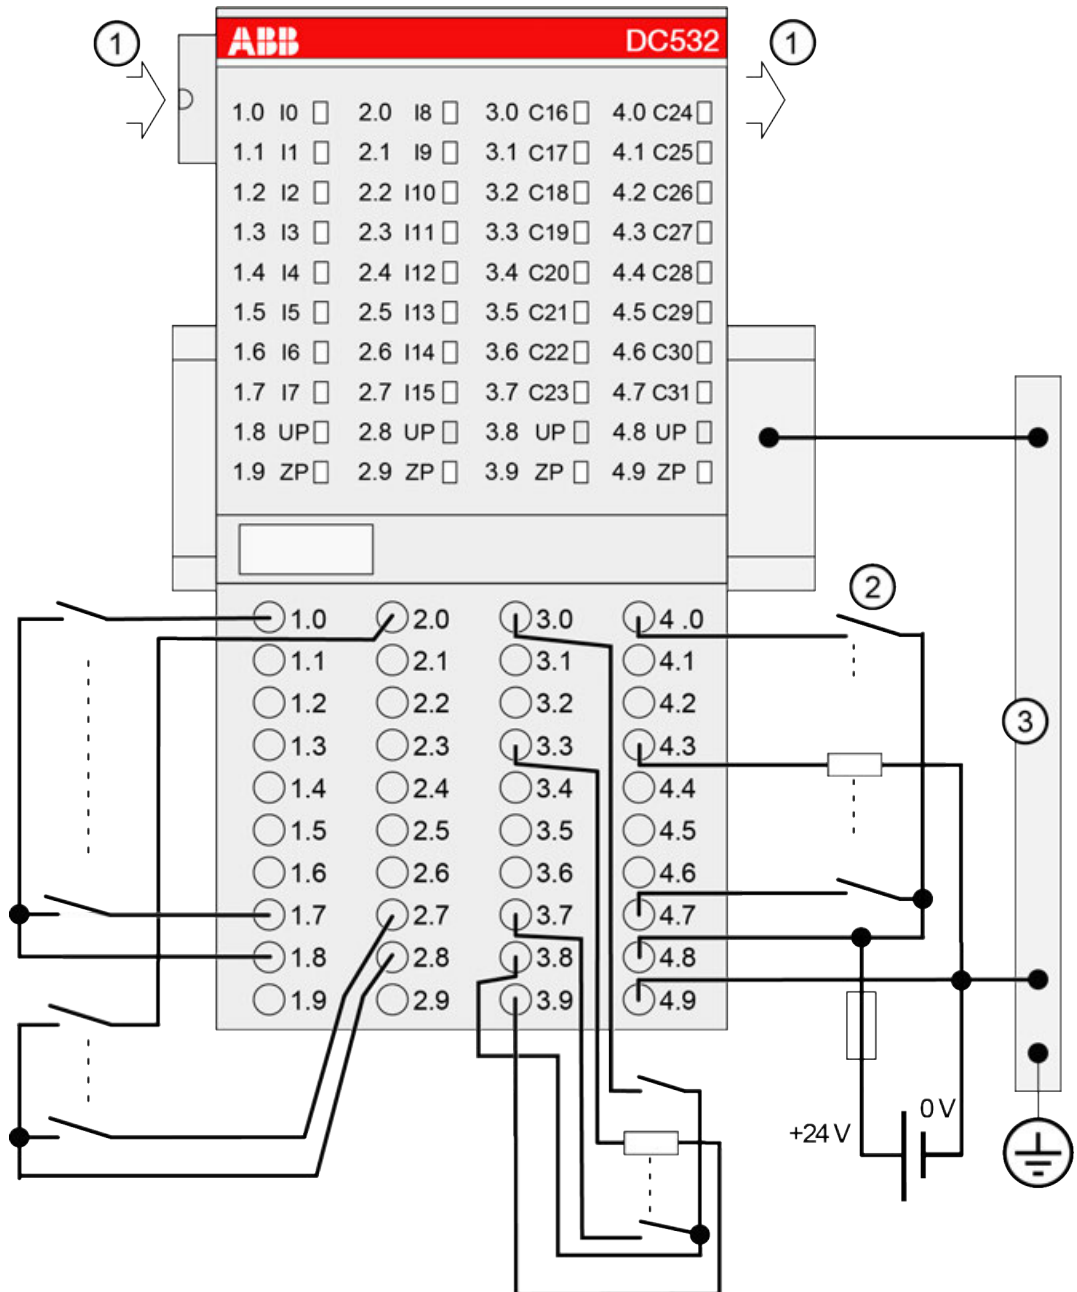 1
ABB DC532
1
1.0 I0 2.0 I8 3.0 C16 4.0 C24
1.1 I1 2.1 I9 3.1 C17 4.1 C25
1.2 I2 2.2 I10 3.2 C18 4.2 C26
1.3 I3 2.3 I11 3.3 C19 4.3 C27
1.4 I4 2.4 I12 3.4 C20 4.4 C28
1.5 I5 2.5 I13 3.5 C21 4.5 C29
1.6 I6 2.6 I14 3.6 C22 4.6 C30
1.7 I7 2.7 I15 3.7 C23 4.7 C31
1.8 UP 2.8 UP 3.8 UP 4.8 UP
1.9 ZP 2.9 ZP 3.9 ZP 4.9 ZP
2
1.0 2.0 3.0 4 .0
1.1 2.1 3.1 4.1
1.2 2.2 3.2 4.2
3
1.3 2.3 3.3 4.3
1.4 2.4 3.4 4.4
1.5 2.5 3.5 4.5
1.6 2.6 3.6 4.6
1.7 2.7 3.7 4.7
1.8 2.8 3.8 4.8
1.9 2.9 3.9 4.9
0 V
+24 V